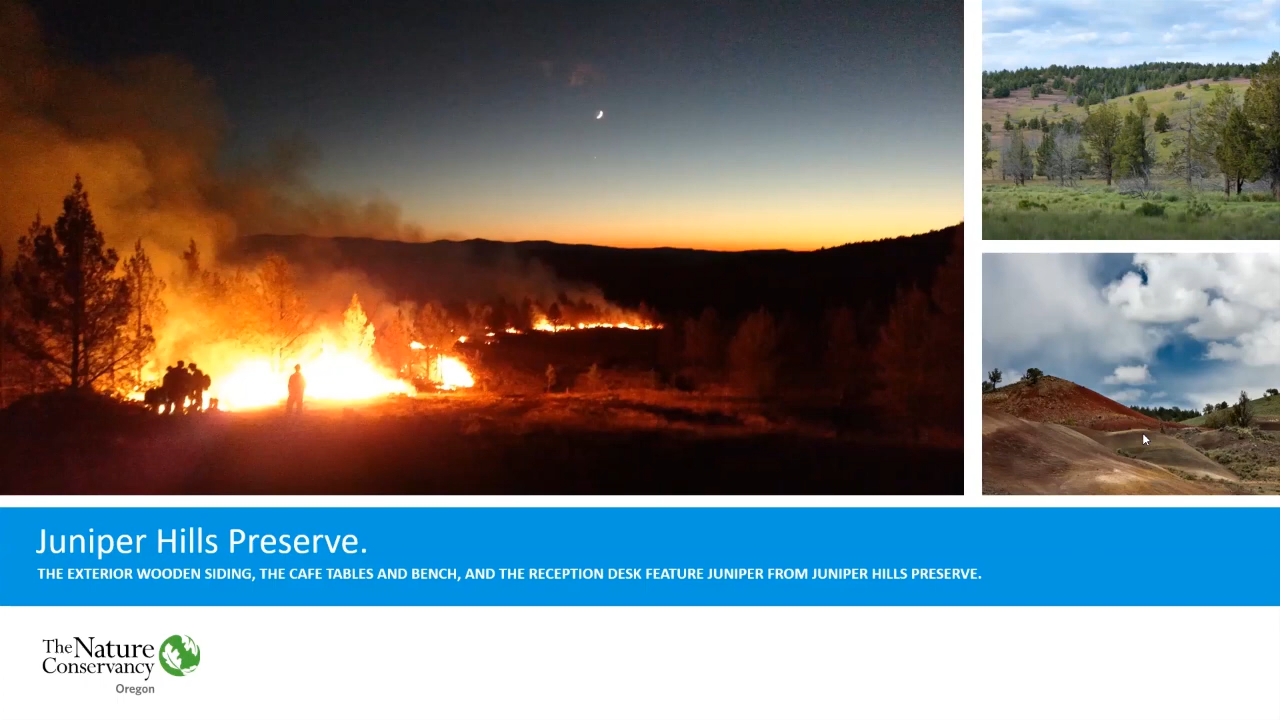 Juniper Hills Preserve.
THE EXTERIOR WOODEN SIDING, THE CAFE TABLES AND BENCH, AND THE RECEPTION DESK FEATURE JUNIPER FROM JUNIPER HILLS PRESERVE.
The Nature
Conservancy
Oregon